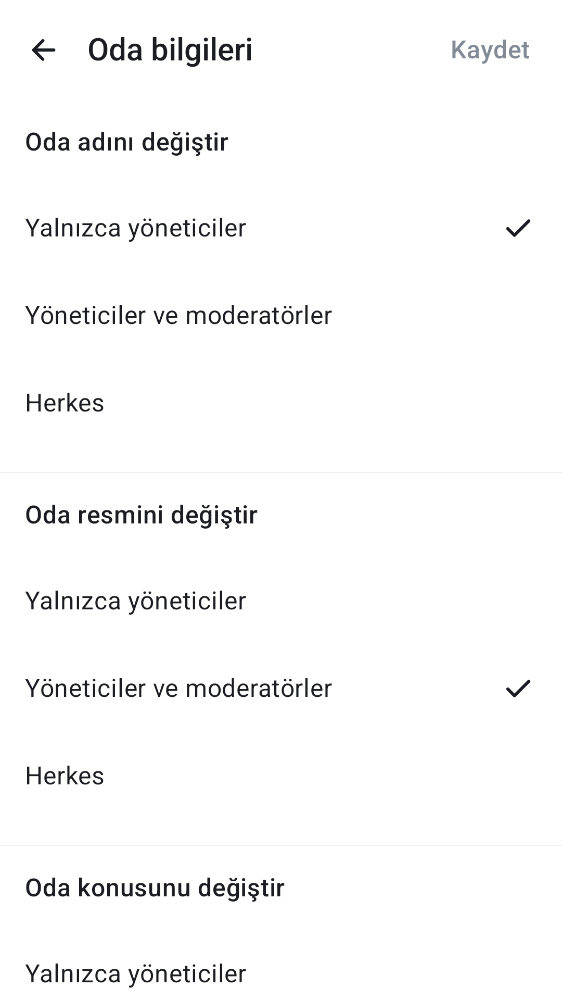 Oda bilgileri
Kaydet
Oda adını değiştir
Yalnızca yöneticiler
Yöneticiler ve moderatörler
Herkes
Oda resmini değiştir
Yalnızca yöneticiler
Yöneticiler ve moderatörler
Herkes
Oda konusunu değiştir
Yalnızca yöneticiler